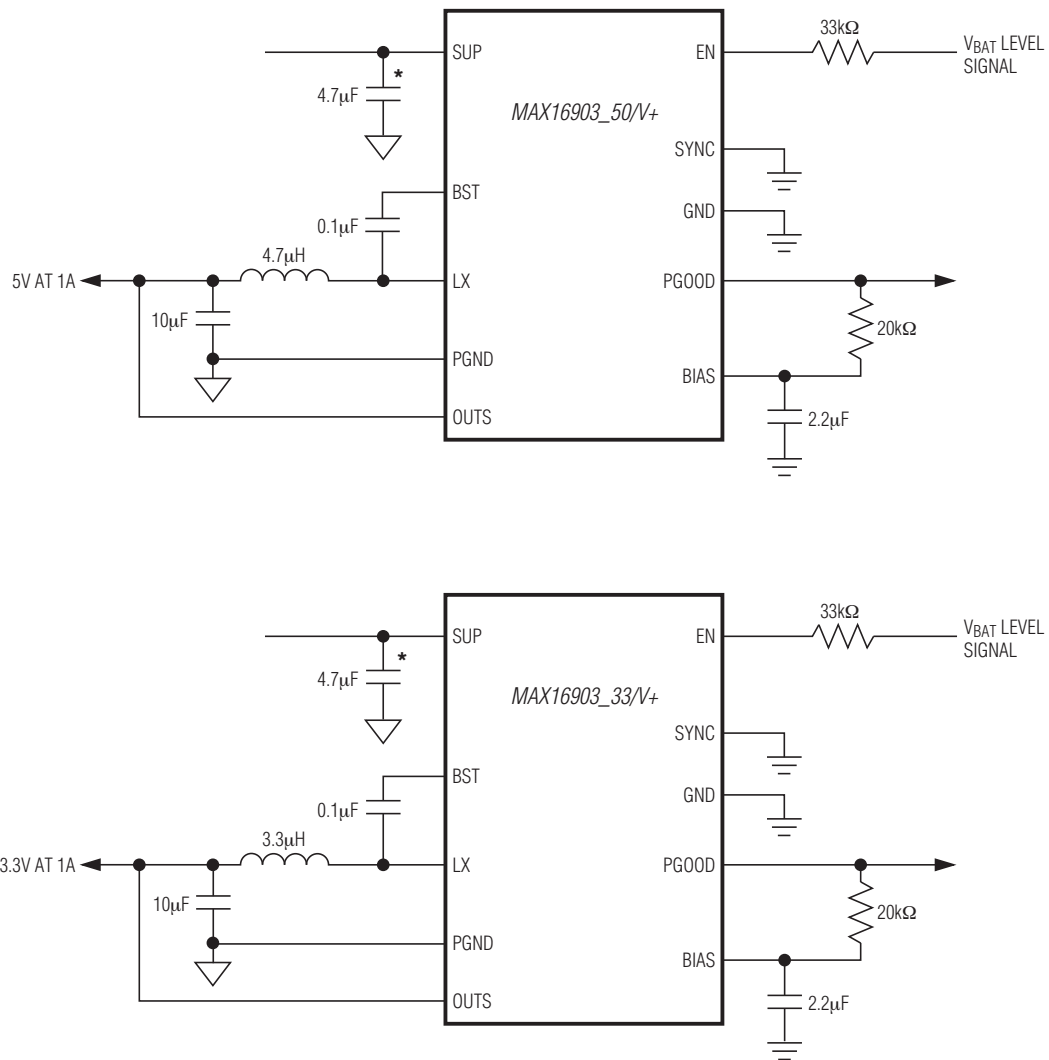 33kΩ
SUP
EN
VBAT LEVEL
SIGNAL
*
4.7μF
MAX16903_50/V+
SYNC
BST
GND
0.1μF
4.7μH
5V AT 1A
LX
PGOOD
10μF
20kΩ
PGND
BIAS
OUTS
2.2μF
33kΩ
SUP
EN
VBAT LEVEL
SIGNAL
*
4.7μF
MAX16903_33/V+
SYNC
BST
GND
0.1μF
3.3μH
3.3V AT 1A
LX
PGOOD
10μF
20kΩ
PGND
BIAS
OUTS
2.2μF